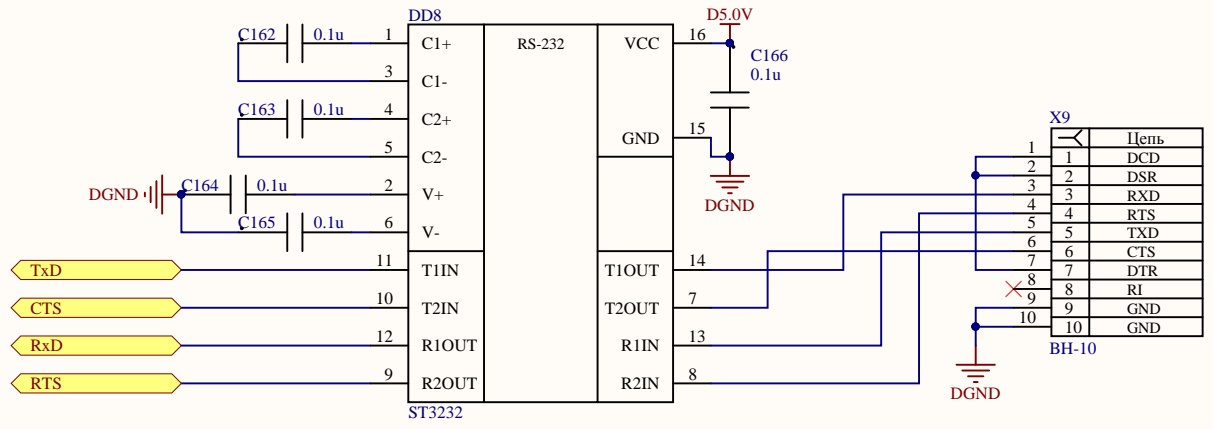 DD8
D5.0V
C162 0.1u 1 C1+ RS-232 VCC 16
C166
0.1u
3 C1-
C163 0.1u 4 C2+
GND 15
5 C2-
DGND C164 0.1u 2 V+
DGND
C165 0.1u 6 V-
TxD 11 T1IN T1OUT 14
CTS 10 T2IN T2OUT 7
RxD 12 R1OUT R1IN 13
RTS 9 R2OUT R2IN 8
ST3232
X9
Цепь
1 1 DCD
2 2 DSR
3 3 RXD
4 4 RTS
5 5 TXD
6 6 CTS
7 7 DTR
8 8 RI
9 9 GND
10 10 GND
BH-10
DGND